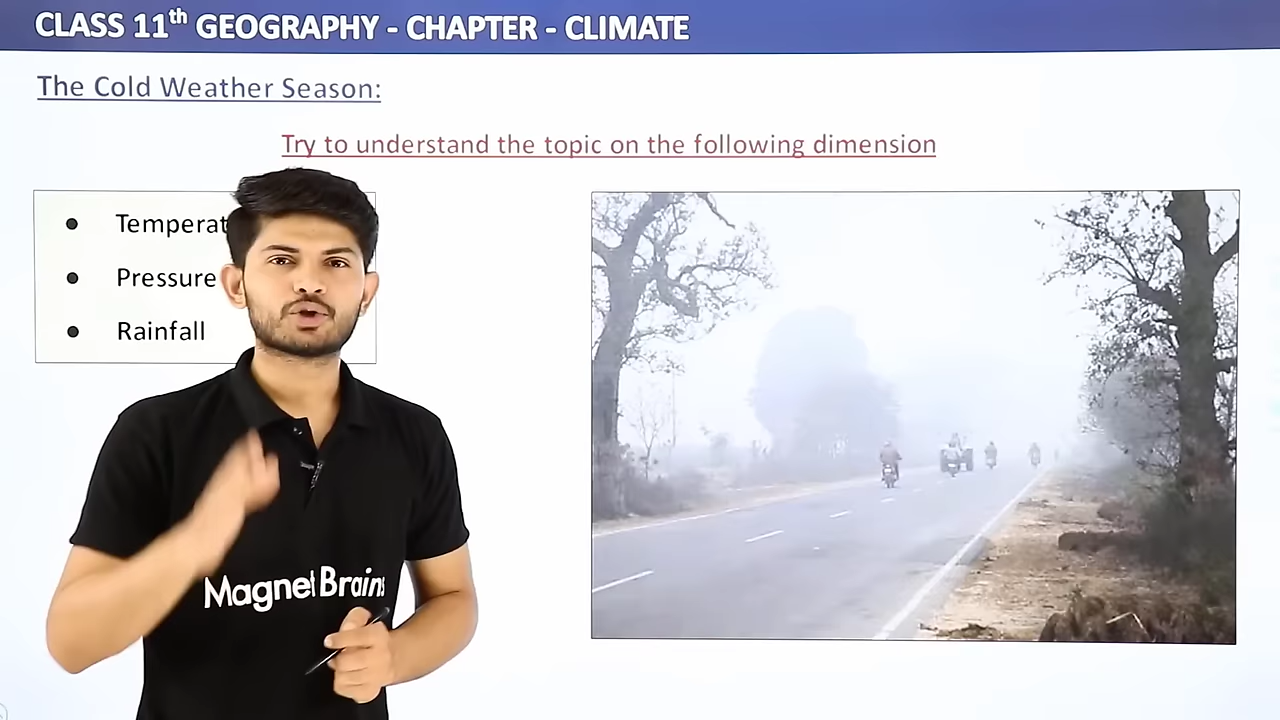 CLASS 11th GEOGRAPHY - CHAPTER - CLIMATE
The Cold Weather Season:
Try to understand the topic on the following dimension
• Temperat
• Pressure
• Rainfall
Magnet Brains